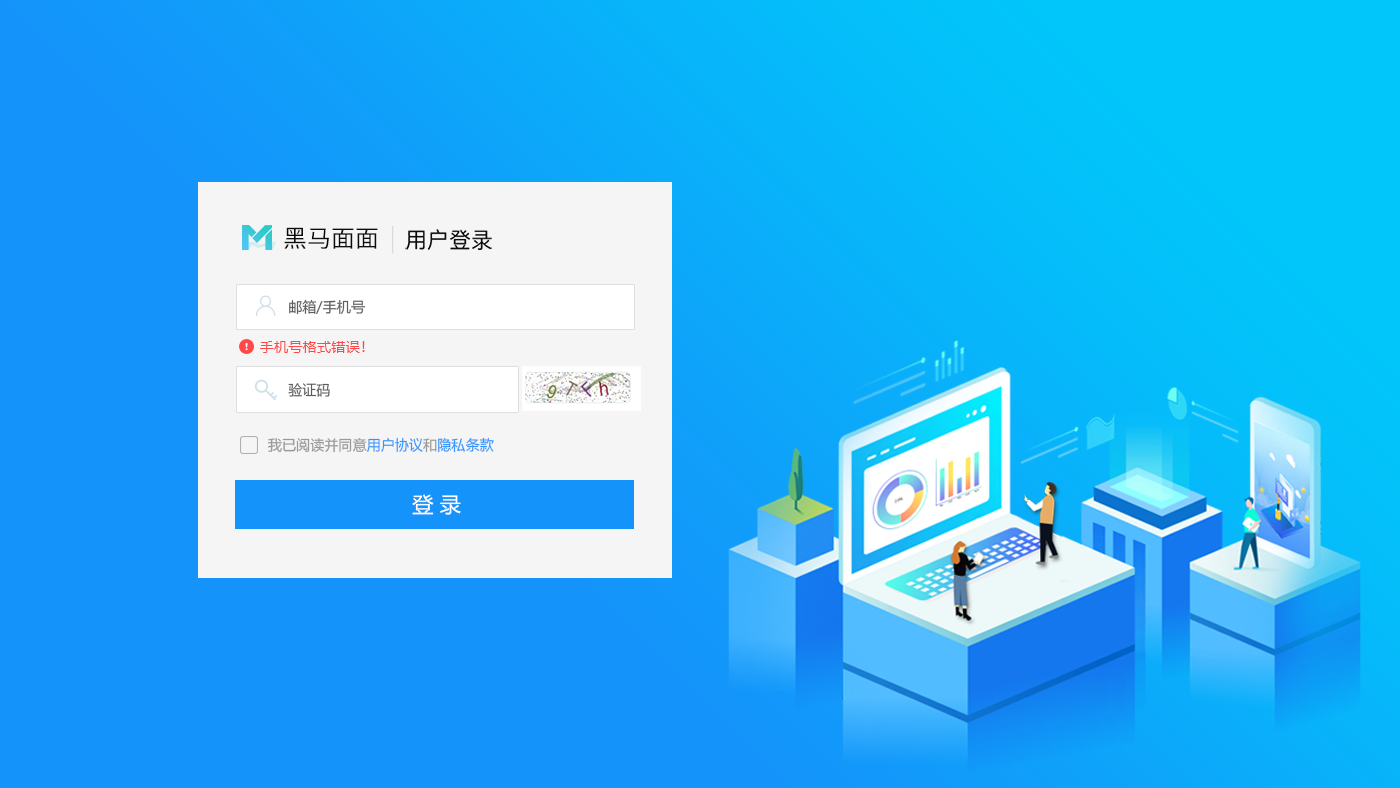 黑马面面 用户登录
邮箱/手机号
手机号格式错误!
验证码
我已阅读并同意用户协议和隐私条款
登录